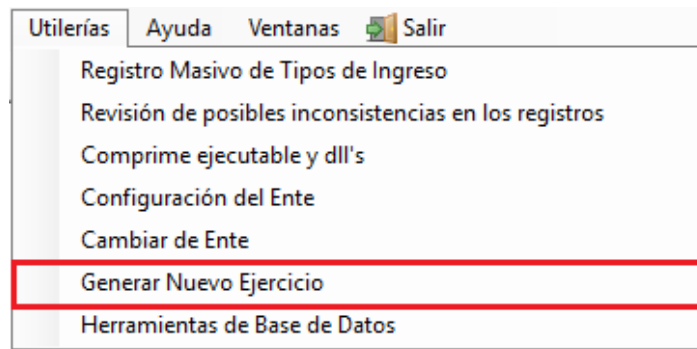 Utilerías Ayuda Ventanas Salir
Registro Masivo de Tipos de Ingreso
Revisión de posibles inconsistencias en los registros
Comprime ejecutable y dll's
Configuración del Ente
Cambiar de Ente
Generar Nuevo Ejercicio
Herramientas de Base de Datos